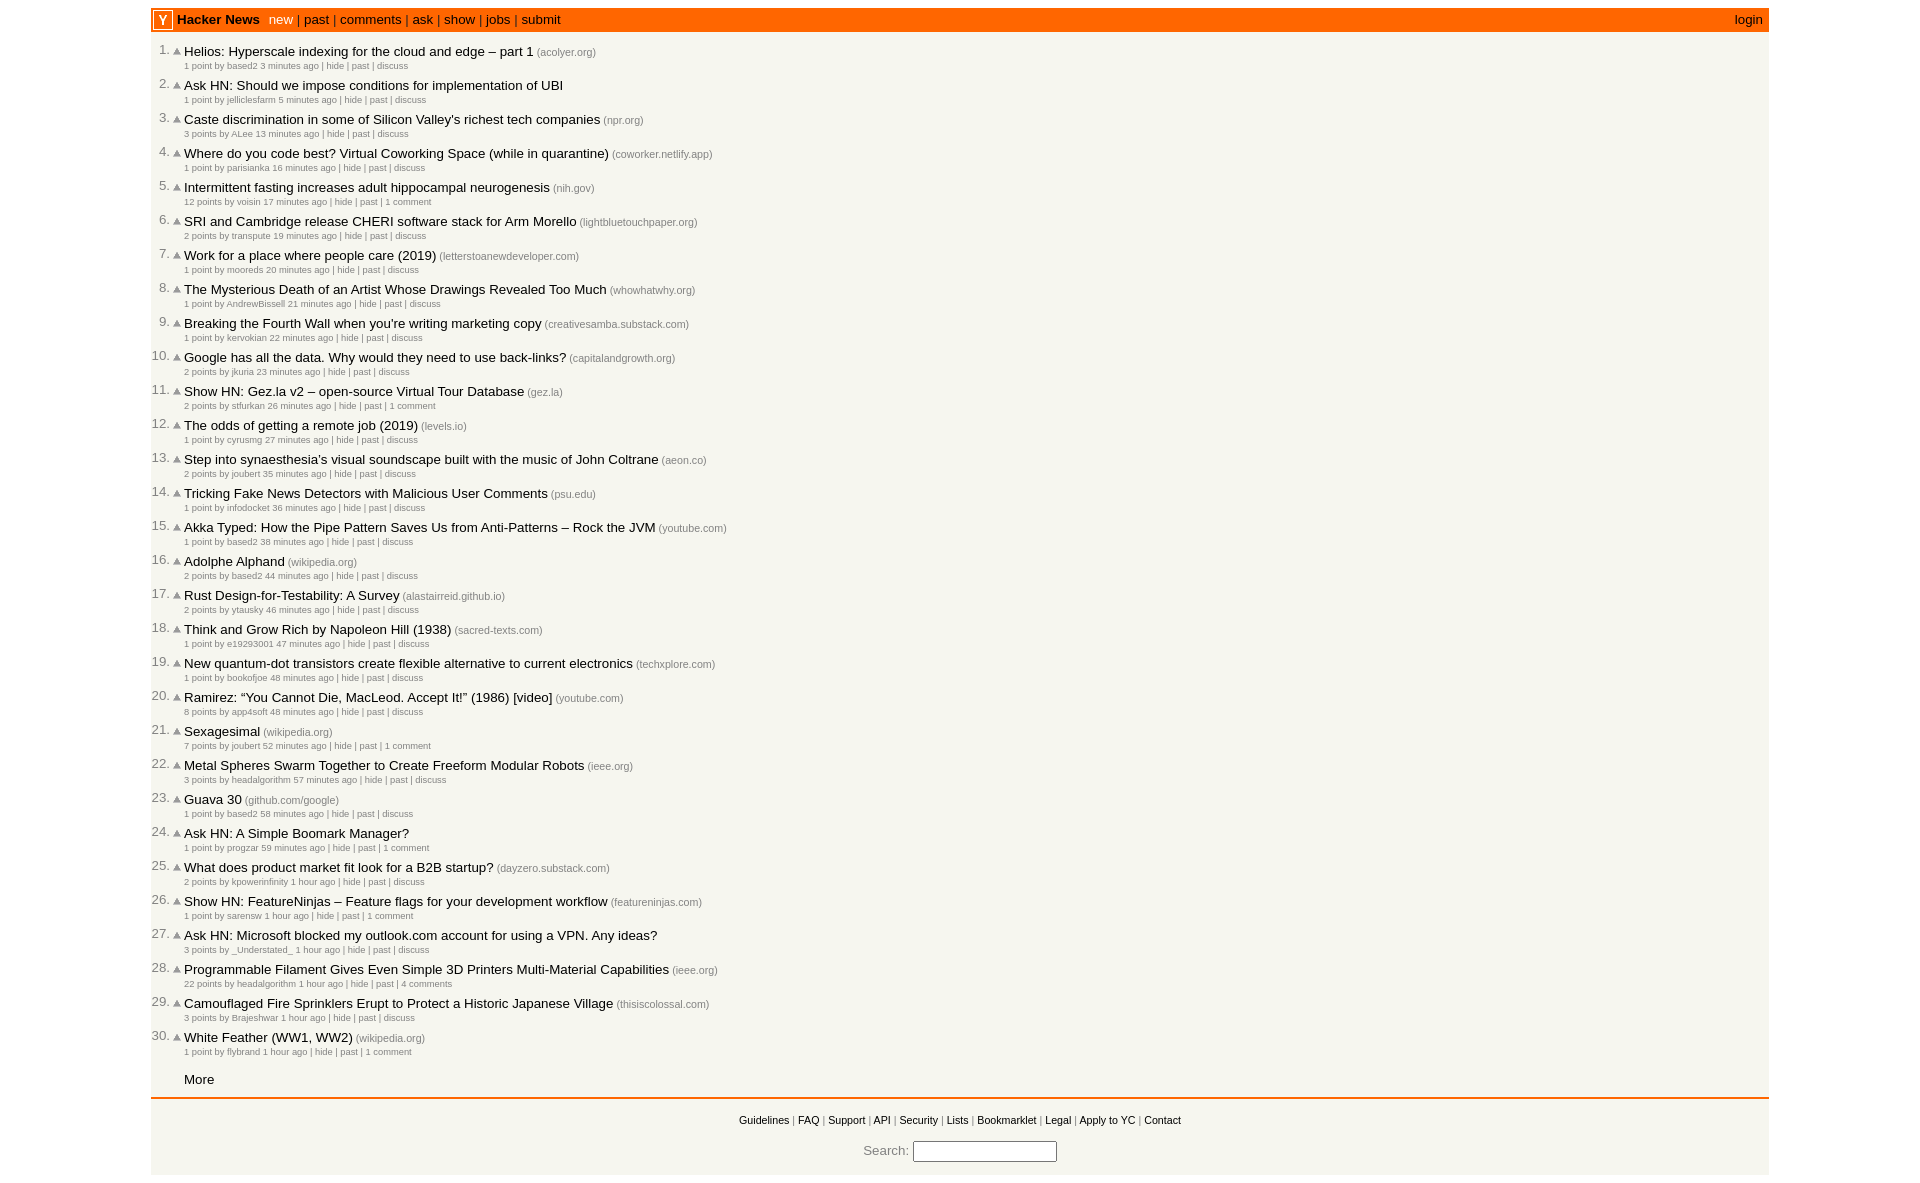 Y Hacker News new | past | comments | ask | show | jobs | submit login
1. Helios: Hyperscale indexing for the cloud and edge – part 1 (acolyer.org)
1 point by based2 3 minutes ago | hide | past | discuss
2. Ask HN: Should we impose conditions for implementation of UBI
1 point by jelliclesfarm 5 minutes ago | hide | past | discuss
3. Caste discrimination in some of Silicon Valley's richest tech companies (npr.org)
3 points by ALee 13 minutes ago | hide | past | discuss
4. Where do you code best? Virtual Coworking Space (while in quarantine) (coworker.netlify.app)
1 point by parisianka 16 minutes ago | hide | past | discuss
5. Intermittent fasting increases adult hippocampal neurogenesis (nih.gov)
12 points by voisin 17 minutes ago | hide | past | 1 comment
6. SRI and Cambridge release CHERI software stack for Arm Morello (lightbluetouchpaper.org)
2 points by transpute 19 minutes ago | hide | past | discuss
7. Work for a place where people care (2019) (letterstoanewdeveloper.com)
1 point by mooreds 20 minutes ago | hide | past | discuss
8. The Mysterious Death of an Artist Whose Drawings Revealed Too Much (whowhatwhy.org)
1 point by AndrewBissell 21 minutes ago | hide | past | discuss
9. Breaking the Fourth Wall when you're writing marketing copy (creativesamba.substack.com)
1 point by kervokian 22 minutes ago | hide | past | discuss
10. Google has all the data. Why would they need to use back-links? (capitalandgrowth.org)
2 points by jkuria 23 minutes ago | hide | past | discuss
11. Show HN: Gez.la v2 – open-source Virtual Tour Database (gez.la)
2 points by stfurkan 26 minutes ago | hide | past | 1 comment
12. The odds of getting a remote job (2019) (levels.io)
1 point by cyrusmg 27 minutes ago | hide | past | discuss
13. Step into synaesthesia’s visual soundscape built with the music of John Coltrane (aeon.co)
2 points by joubert 35 minutes ago | hide | past | discuss
14. Tricking Fake News Detectors with Malicious User Comments (psu.edu)
1 point by infodocket 36 minutes ago | hide | past | discuss
15. Akka Typed: How the Pipe Pattern Saves Us from Anti-Patterns – Rock the JVM (youtube.com)
1 point by based2 38 minutes ago | hide | past | discuss
16. Adolphe Alphand (wikipedia.org)
2 points by based2 44 minutes ago | hide | past | discuss
17. Rust Design-for-Testability: A Survey (alastairreid.github.io)
2 points by ytausky 46 minutes ago | hide | past | discuss
18. Think and Grow Rich by Napoleon Hill (1938) (sacred-texts.com)
1 point by e19293001 47 minutes ago | hide | past | discuss
19. New quantum-dot transistors create flexible alternative to current electronics (techxplore.com)
1 point by bookofjoe 48 minutes ago | hide | past | discuss
20. Ramirez: “You Cannot Die, MacLeod. Accept It!” (1986) [video] (youtube.com)
8 points by app4soft 48 minutes ago | hide | past | discuss
21. Sexagesimal (wikipedia.org)
7 points by joubert 52 minutes ago | hide | past | 1 comment
22. Metal Spheres Swarm Together to Create Freeform Modular Robots (ieee.org)
3 points by headalgorithm 57 minutes ago | hide | past | discuss
23. Guava 30 (github.com/google)
1 point by based2 58 minutes ago | hide | past | discuss
24. Ask HN: A Simple Boomark Manager?
1 point by progzar 59 minutes ago | hide | past | 1 comment
25. What does product market fit look for a B2B startup? (dayzero.substack.com)
2 points by kpowerinfinity 1 hour ago | hide | past | discuss
26. Show HN: FeatureNinjas – Feature flags for your development workflow (featureninjas.com)
1 point by sarensw 1 hour ago | hide | past | 1 comment
27. Ask HN: Microsoft blocked my outlook.com account for using a VPN. Any ideas?
3 points by _Understated_ 1 hour ago | hide | past | discuss
28. Programmable Filament Gives Even Simple 3D Printers Multi-Material Capabilities (ieee.org)
22 points by headalgorithm 1 hour ago | hide | past | 4 comments
29. Camouflaged Fire Sprinklers Erupt to Protect a Historic Japanese Village (thisiscolossal.com)
3 points by Brajeshwar 1 hour ago | hide | past | discuss
30. White Feather (WW1, WW2) (wikipedia.org)
1 point by flybrand 1 hour ago | hide | past | 1 comment
More
Guidelines | FAQ | Support | API | Security | Lists | Bookmarklet | Legal | Apply to YC | Contact
Search: